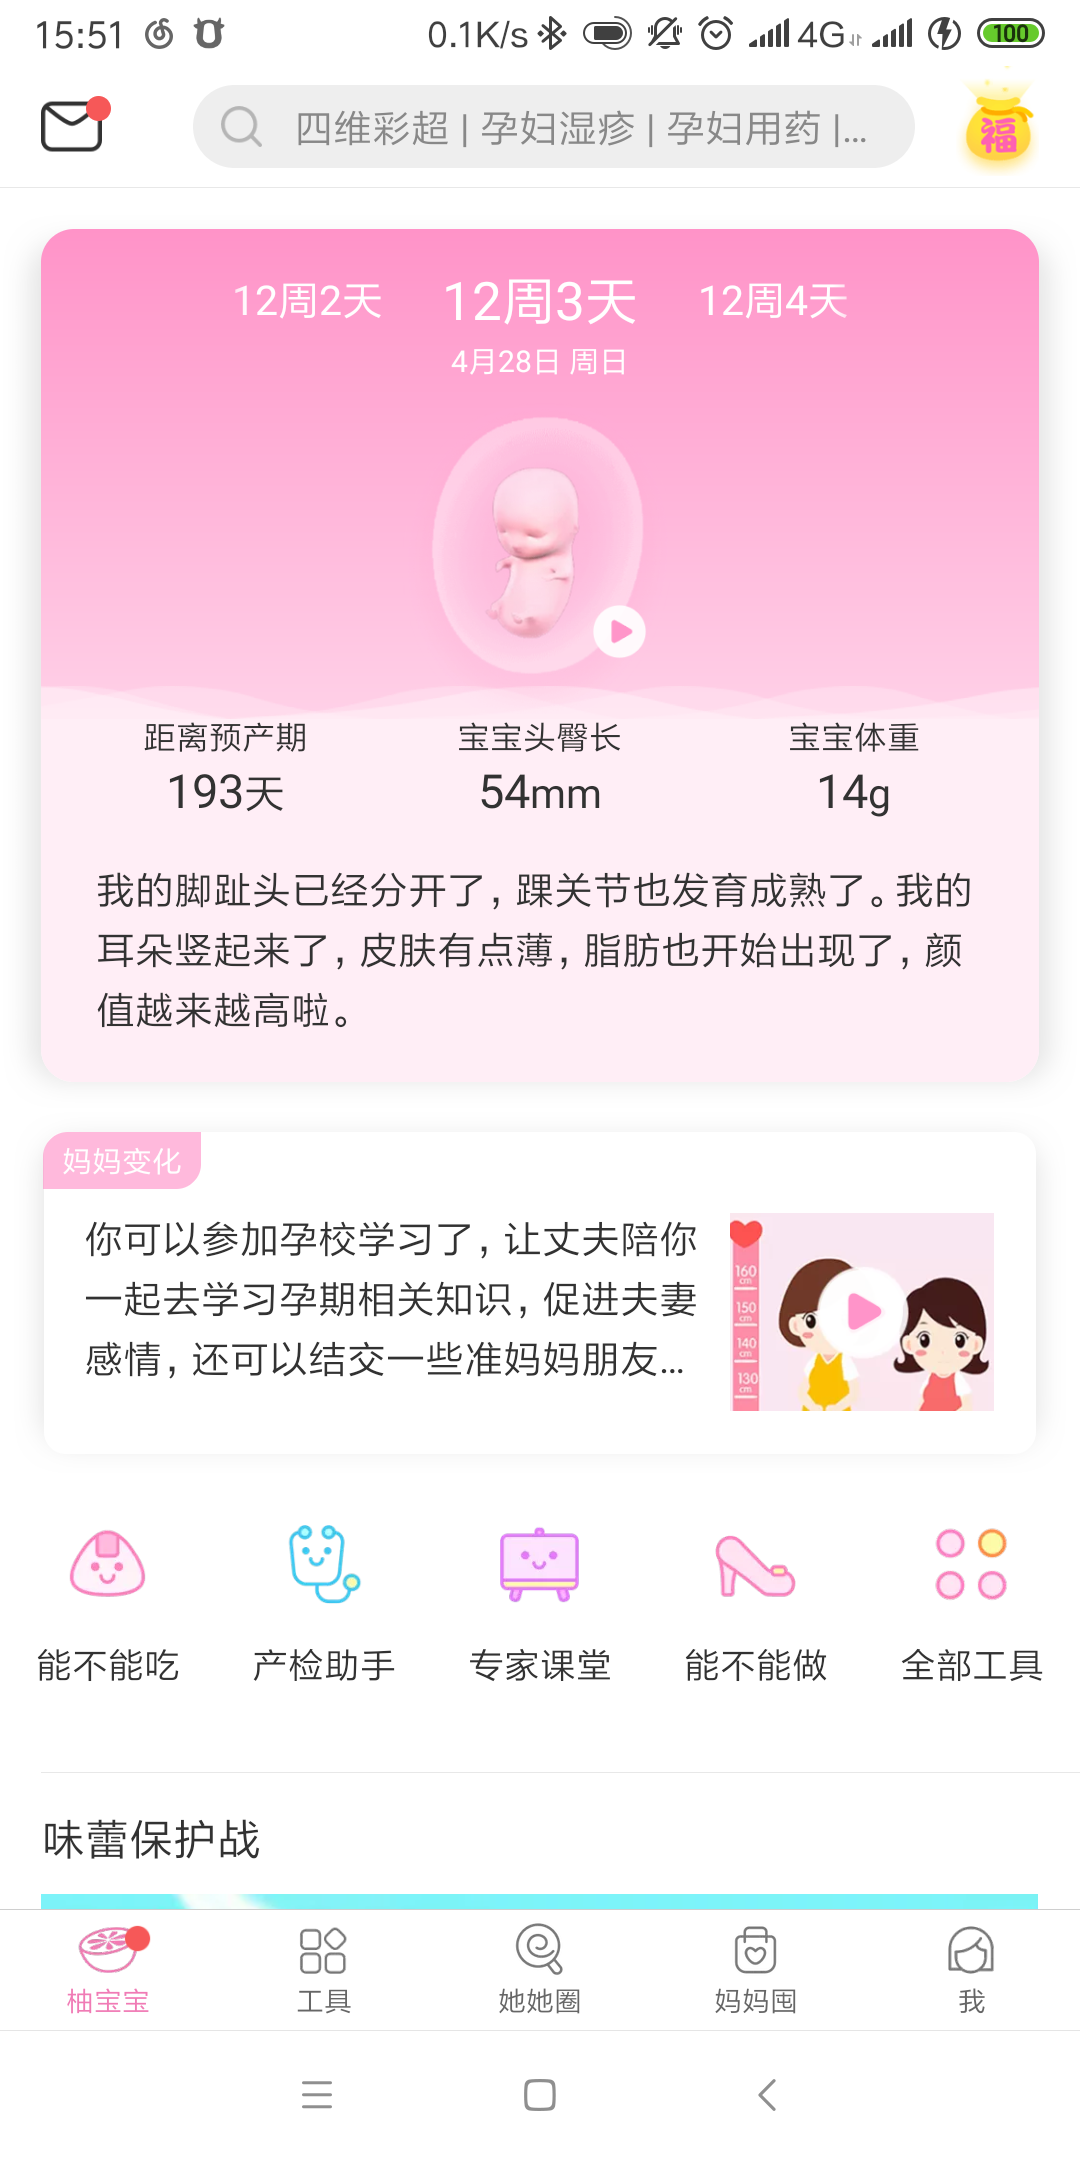 15:51 0.1K/s 4G 100
四维彩超 | 孕妇湿疹 | 孕妇用药 |...
福
12周2天 12周3天 12周4天
4月28日 周日
距离预产期 宝宝头臀长 宝宝体重
193天 54mm 14g
我的脚趾头已经分开了，踝关节也发育成熟了。我的
耳朵竖起来了，皮肤有点薄，脂肪也开始出现了，颜
值越来越高啦。
妈妈变化
你可以参加孕校学习了，让丈夫陪你
一起去学习孕期相关知识，促进夫妻
感情，还可以结交一些准妈妈朋友...
160
cm
150
cm
140
cm
130
cm
能不能吃 产检助手 专家课堂 能不能做 全部工具
味蕾保护战
柚宝宝 工具 她她圈 妈妈囤 我